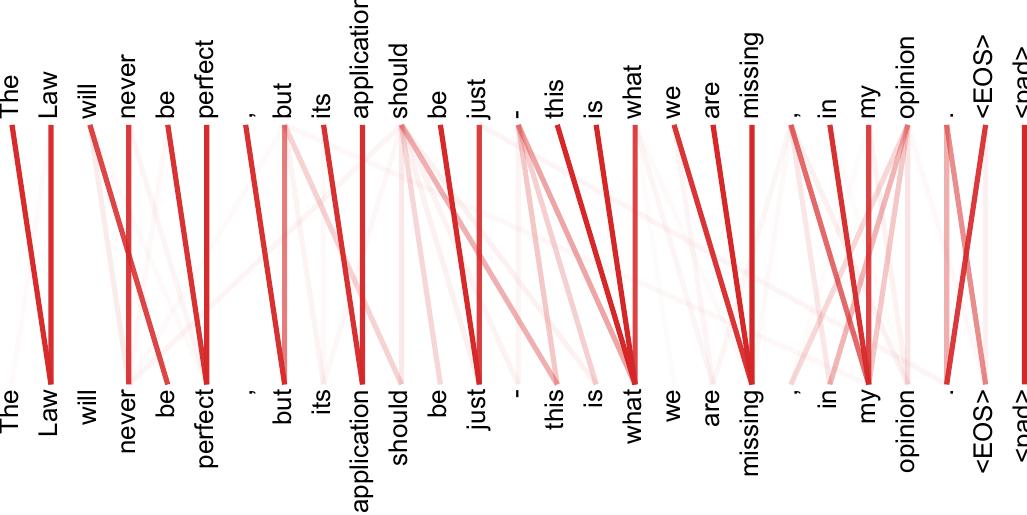 The Law will never be perfect , but its application should be just - this is what we are missing , in my opinion . <EOS> <pad>
The Law will never be perfect , but its application should be just - this is what we are missing , in my opinion . <EOS> <pad>